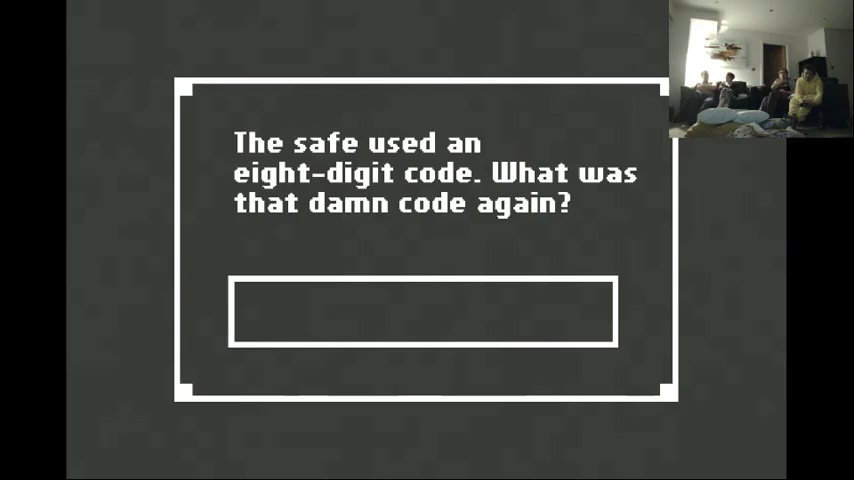 The safe used an
eight-digit code. What was
that damn code again?